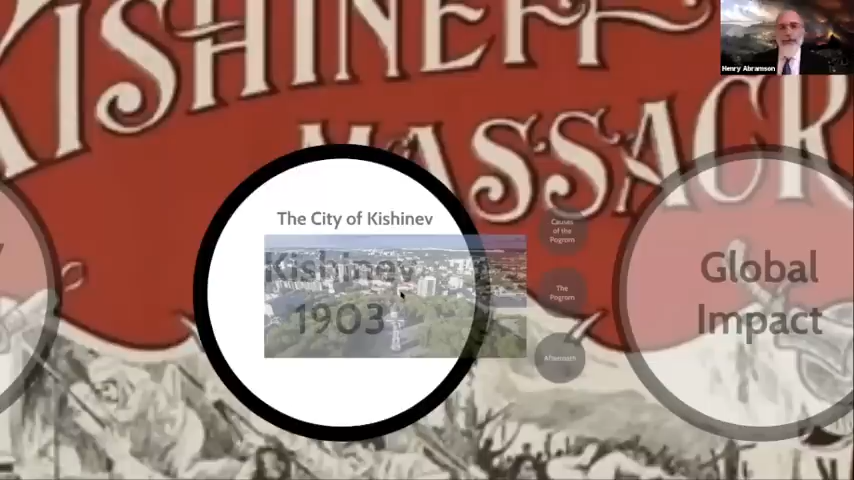 KISHINEFF
MASSACR
Henry Abramson
The City of Kishinev
Kishinev
1903
Causes
of the
Pogrom
The
Pogrom
Aftermath
Global
Impact